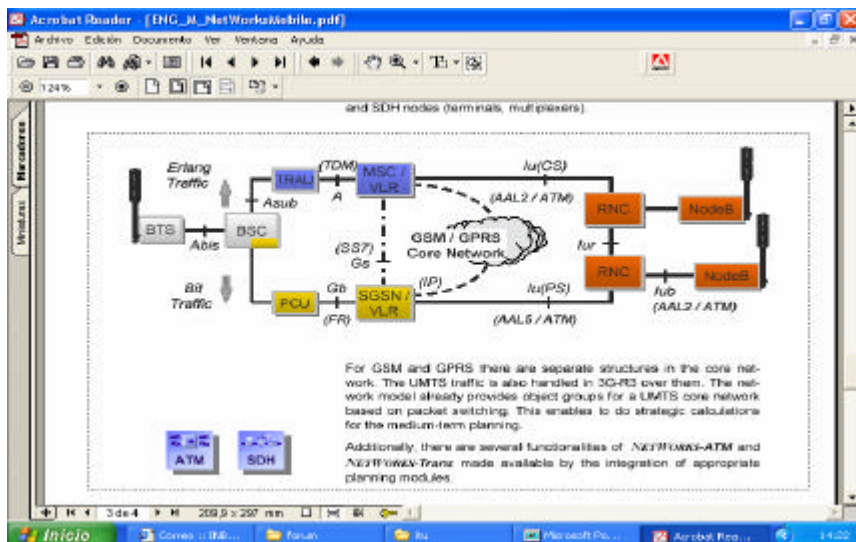 Acrobat Reader - [ENG_M_NetWorksMobile.pdf]
Archivo Edición Documento Ver Ventana Ayuda
124%
and SDH nodes (terminals, multiplexers).
Marcadores
Miniaturas
Erlang Traffic
Bit Traffic
BTS
Abis
BSC
Asub
TRAU
(TDM)
A
MSC / VLR
Iu(CS)
(AAL2 / ATM)
RNC
NodeB
(SS7)
Gs
GSM / GPRS
Core Network
Iur
PCU
Gb
(FR)
SGSN / VLR
(IP)
Iu(PS)
(AAL5 / ATM)
RNC
Iub
(AAL2 / ATM)
NodeB
For GSM and GPRS there are separate structures in the core net-
work. The UMTS traffic is also handled in 3G-R3 over them. The net-
work model already provides object groups for a UMTS core network
based on packet switching. This enables to do strategic calculations
for the medium-term planning.
Additionally, there are several functionalities of NETWORKS-ATM and
NETWORKS-Trans made available by the integration of appropriate
planning modules.
ATM
SDH
3 de 4
209,9 x 297 mm
Inicio
Correo :: INB...
Forum
itu
Microsoft Po...
Acrobat Rea...
14:22